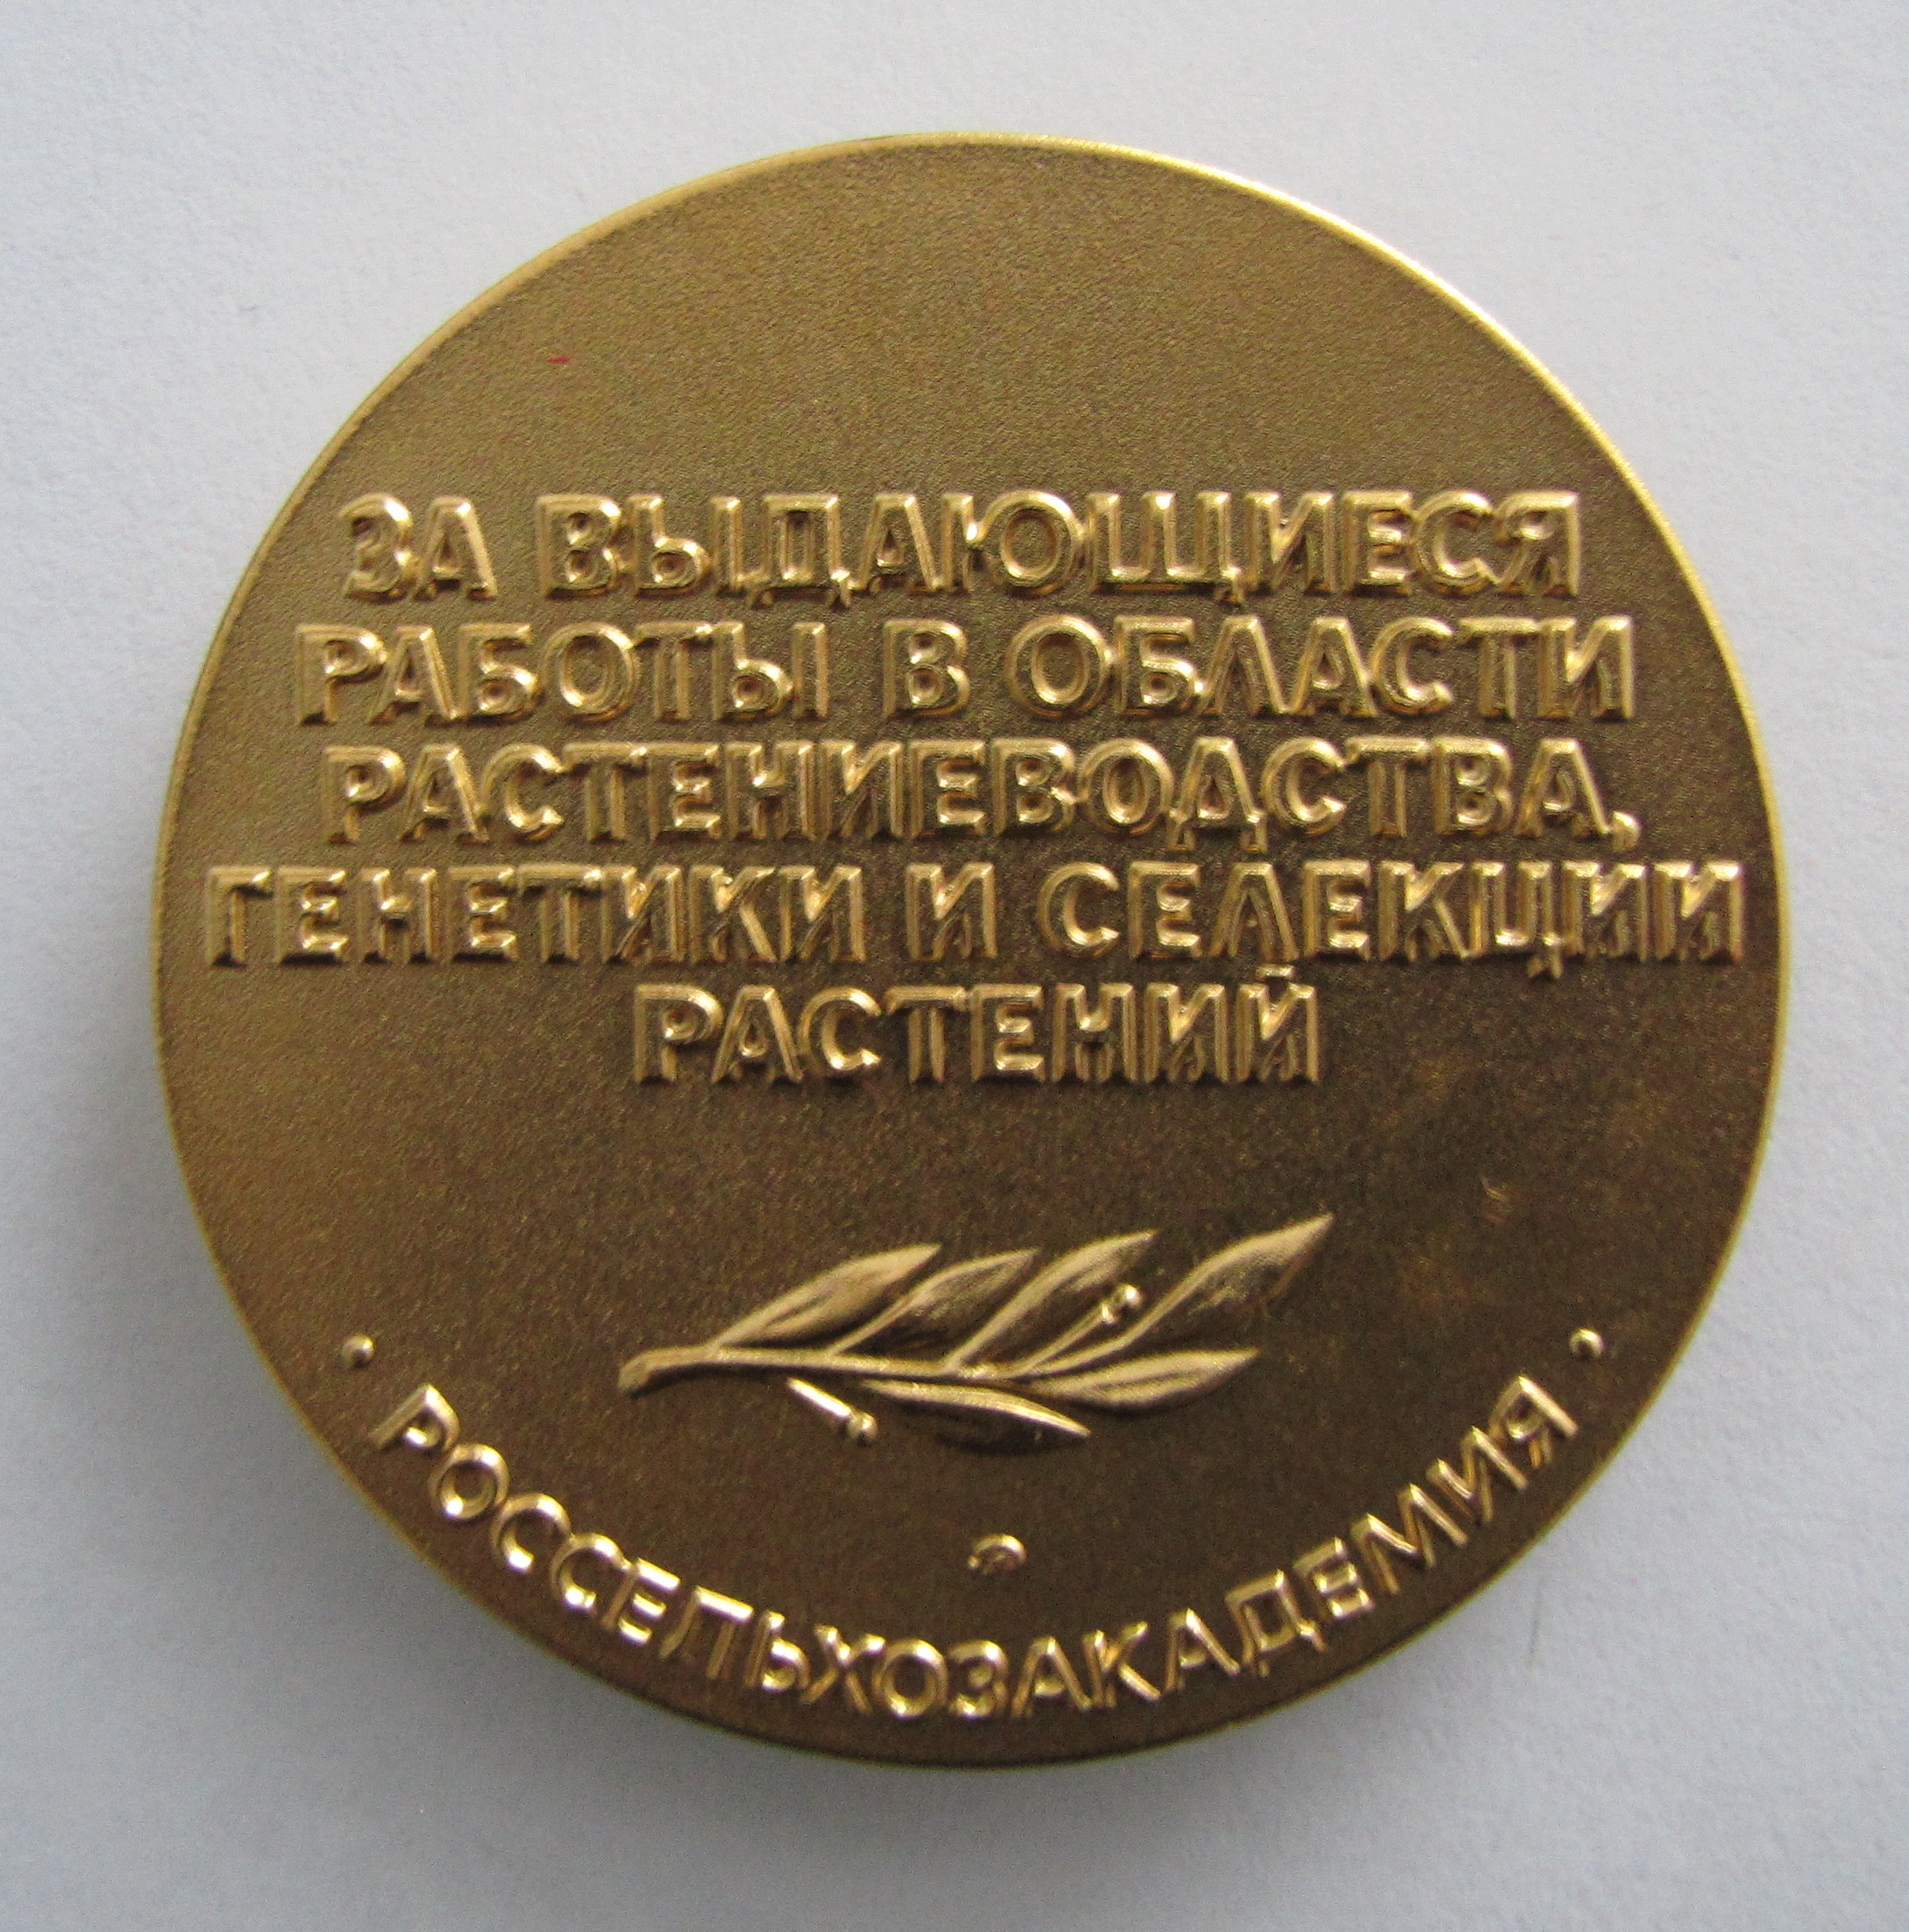 ЗА ВЫДАЮЩИЕСЯ
РАБОТЫ В ОБЛАСТИ
РАСТЕНИЕВОДСТВА,
ГЕНЕТИКИ И СЕЛЕКЦИИ
РАСТЕНИЙ
• РОССЕЛЬХОЗАКАДЕМИЯ •